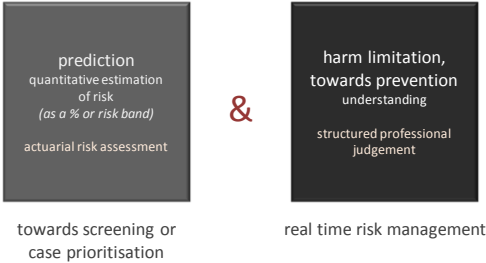 prediction
quantitative estimation
of risk
(as a % or risk band)
actuarial risk assessment
&
harm limitation,
towards prevention
understanding
structured professional
judgement
towards screening or
case prioritisation
real time risk management